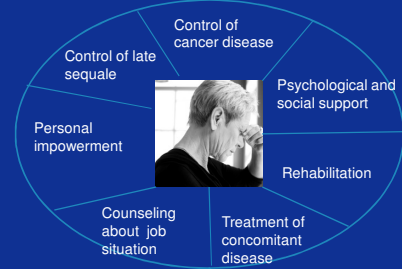 Control of
cancer disease
Psychological and
social support
Rehabilitation
Treatment of
concomitant
disease
Counseling
about job
situation
Personal
impowerment
Control of late
sequale